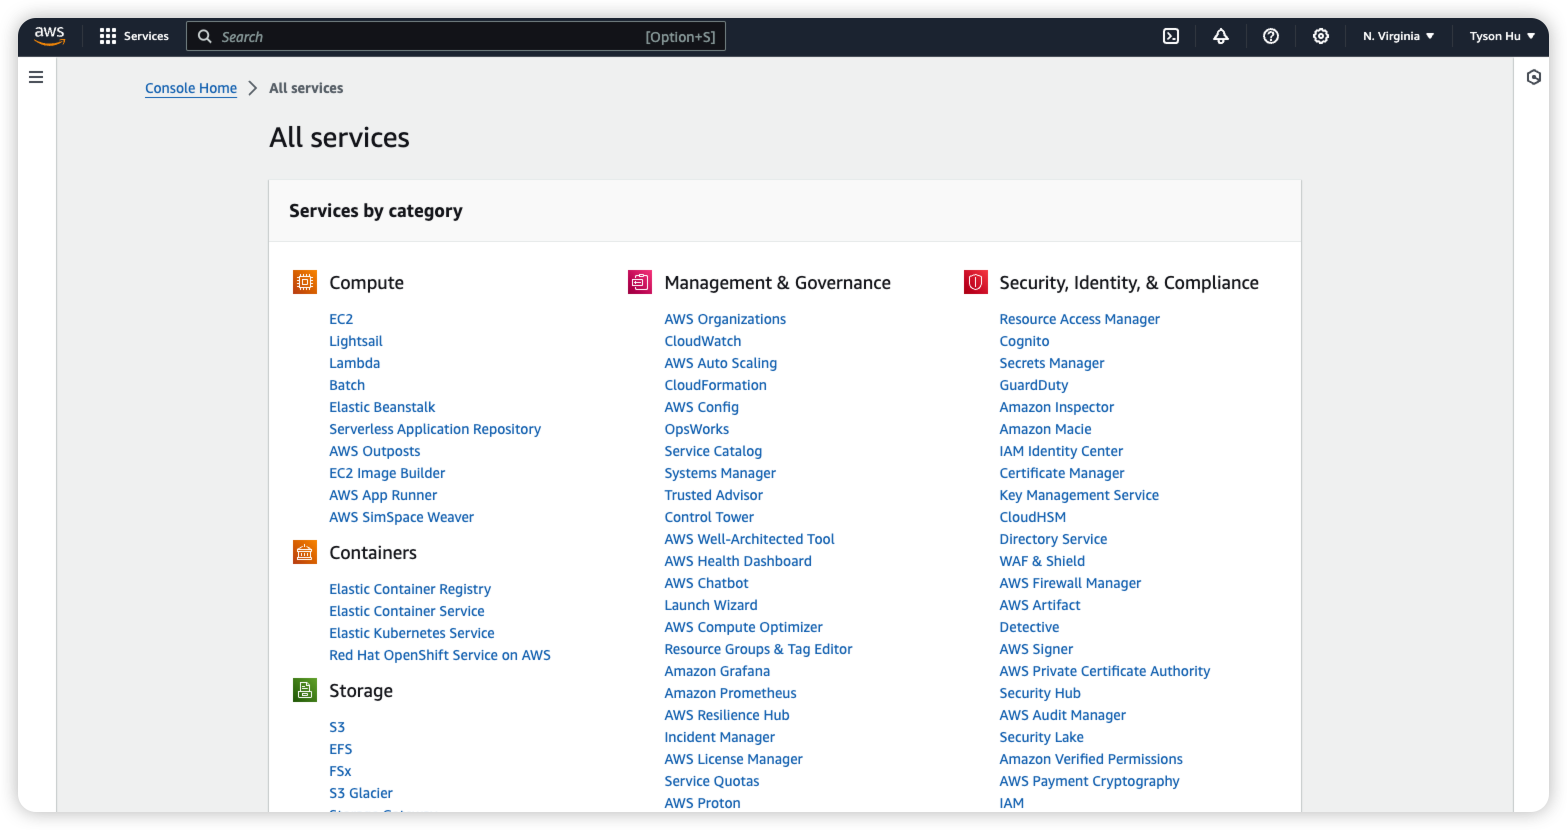 aws
Services
Search [Option+S]
N. Virginia
Tyson Hu
Console Home
All services
All services
Services by category
Compute
EC2
Lightsail
Lambda
Batch
Elastic Beanstalk
Serverless Application Repository
AWS Outposts
EC2 Image Builder
AWS App Runner
AWS SimSpace Weaver
Containers
Elastic Container Registry
Elastic Container Service
Elastic Kubernetes Service
Red Hat OpenShift Service on AWS
Storage
S3
EFS
FSx
S3 Glacier
Management & Governance
AWS Organizations
CloudWatch
AWS Auto Scaling
CloudFormation
AWS Config
OpsWorks
Service Catalog
Systems Manager
Trusted Advisor
Control Tower
AWS Well-Architected Tool
AWS Health Dashboard
AWS Chatbot
Launch Wizard
AWS Compute Optimizer
Resource Groups & Tag Editor
Amazon Grafana
Amazon Prometheus
AWS Resilience Hub
Incident Manager
AWS License Manager
Service Quotas
AWS Proton
Security, Identity, & Compliance
Resource Access Manager
Cognito
Secrets Manager
GuardDuty
Amazon Inspector
Amazon Macie
IAM Identity Center
Certificate Manager
Key Management Service
CloudHSM
Directory Service
WAF & Shield
AWS Firewall Manager
AWS Artifact
Detective
AWS Signer
AWS Private Certificate Authority
Security Hub
AWS Audit Manager
Security Lake
Amazon Verified Permissions
AWS Payment Cryptography
IAM